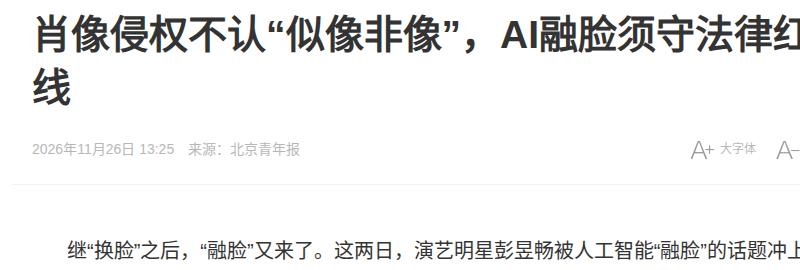 肖像侵权不认“似像非像”，AI融脸须守法律红
线
2026年11月26日 13:25 来源：北京青年报 A+ 大字体 A-
继“换脸”之后，“融脸”又来了。这两日，演艺明星彭昱畅被人工智能“融脸”的话题冲上